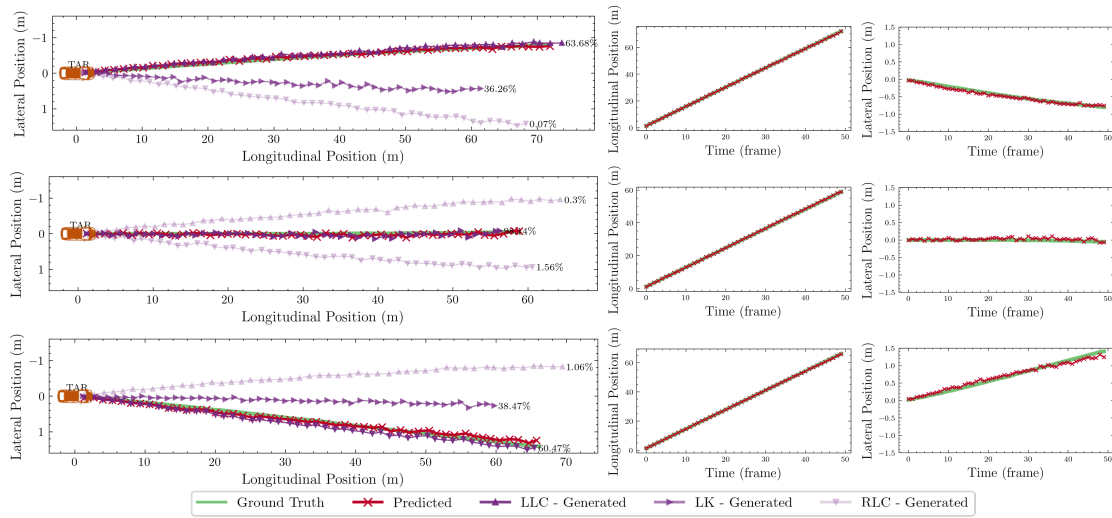 Lateral Position (m)
−1
0
1
TAR
63.68%
36.26%
0.07%
0 10 20 30 40 50 60 70
Longitudinal Position (m)
Longitudinal Position (m)
60
40
20
0
0 10 20 30 40 50
Time (frame)
Lateral Position (m)
1.5
1.0
0.5
0.0
−0.5
−1.0
−1.5
0 10 20 30 40 50
Time (frame)
Lateral Position (m)
−1
0
1
TAR
0.3%
1.56%
0 10 20 30 40 50 60
Longitudinal Position (m)
Longitudinal Position (m)
60
40
20
0
0 10 20 30 40 50
Time (frame)
Lateral Position (m)
1.5
1.0
0.5
0.0
−0.5
−1.0
−1.5
0 10 20 30 40 50
Time (frame)
Lateral Position (m)
−1
0
1
TAR
1.06%
38.47%
60.47%
0 10 20 30 40 50 60 70
Longitudinal Position (m)
Longitudinal Position (m)
60
40
20
0
0 10 20 30 40 50
Time (frame)
Lateral Position (m)
1.5
1.0
0.5
0.0
−0.5
−1.0
−1.5
0 10 20 30 40 50
Time (frame)
Ground Truth Predicted LLC - Generated LK - Generated RLC - Generated